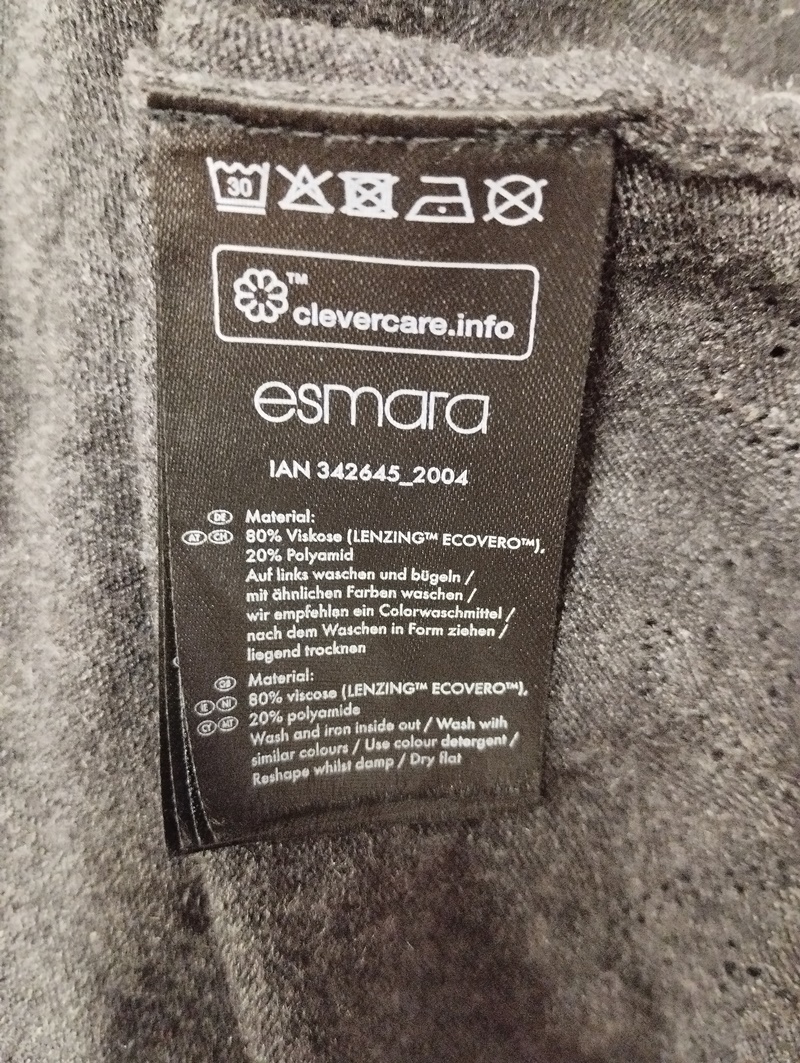 30
™
clevercare.info
esmara
IAN 342645_2004
DE Material:
AT CH 80% Viskose (LENZING™ ECOVERO™),
20% Polyamid
Auf links waschen und bügeln /
mit ähnlichen Farben waschen /
wir empfehlen ein Colorwaschmittel /
nach dem Waschen in Form ziehen /
liegend trocknen
GB Material:
IE NI 80% viscose (LENZING™ ECOVERO™),
CY MT 20% polyamide
Wash and iron inside out / Wash with
similar colours / Use colour detergent /
Reshape whilst damp / Dry flat